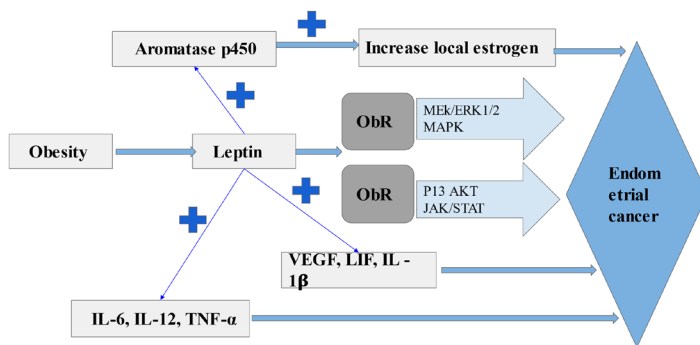 Aromatase p450
Increase local estrogen
ObR
MEk/ERK1/2
MAPK
Obesity
Leptin
ObR
P13 AKT
JAK/STAT
Endom
etrial
cancer
VEGF, LIF, IL -
1β
IL-6, IL-12, TNF-α